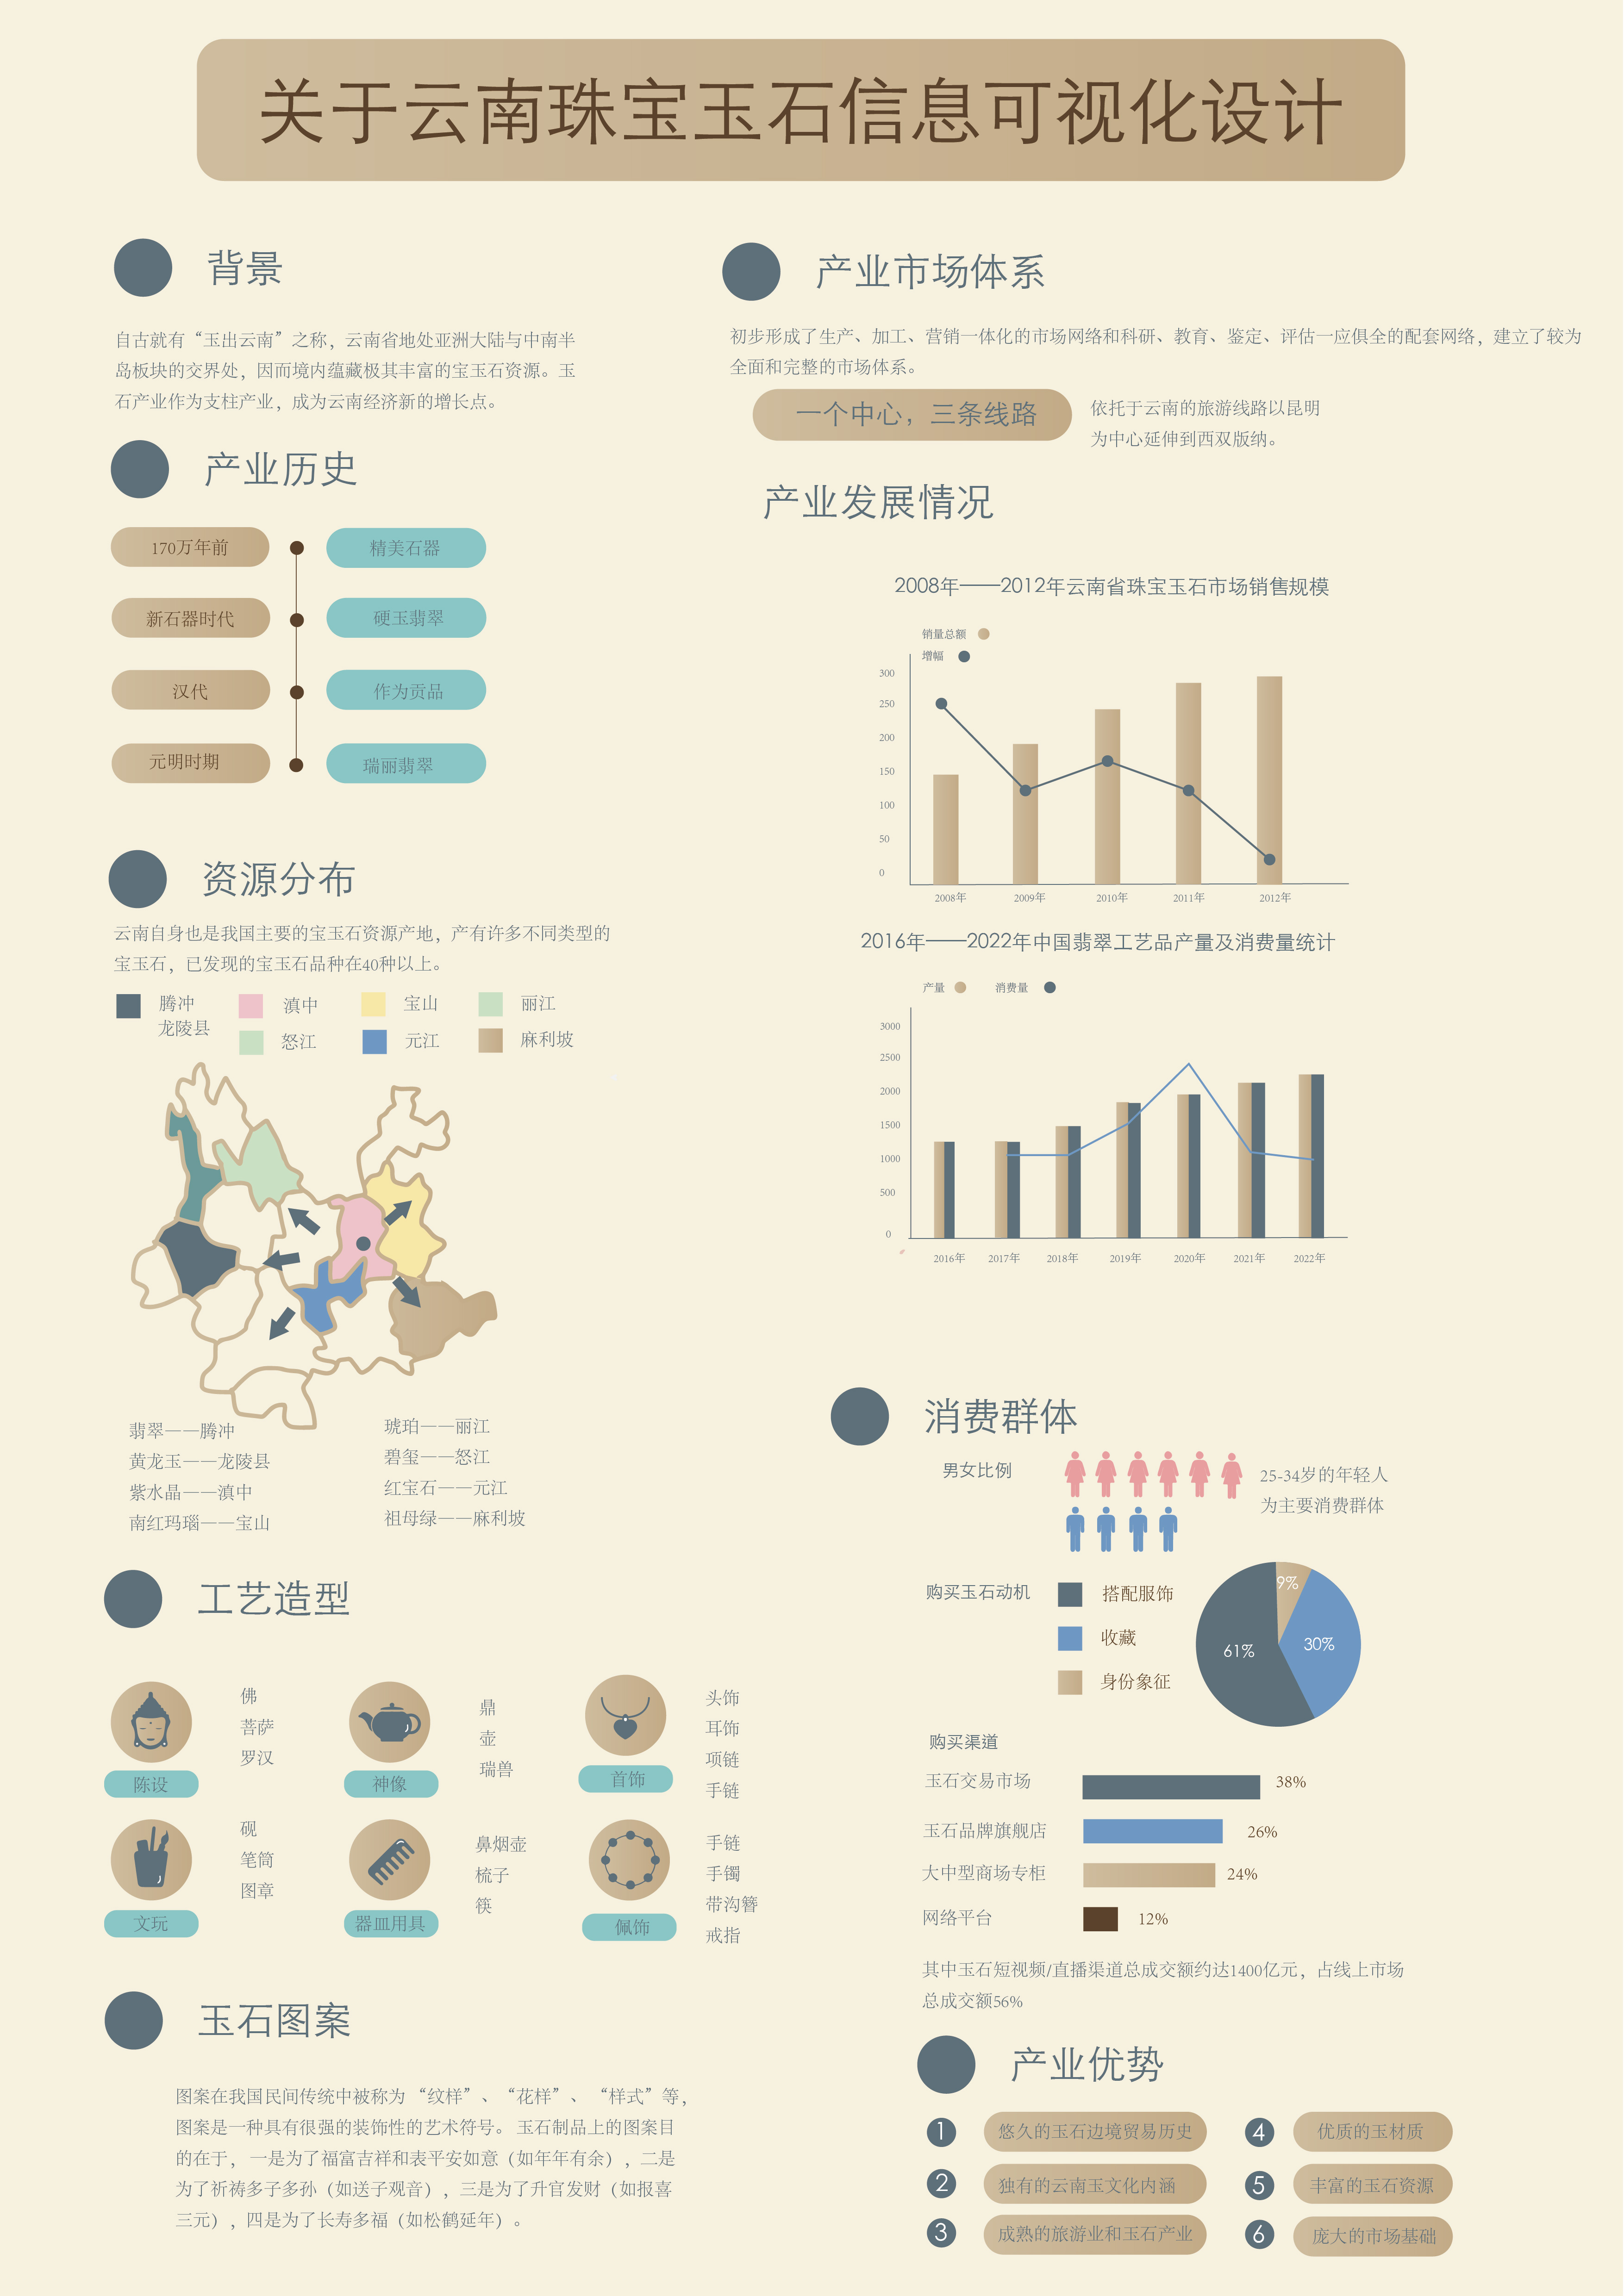 关于云南珠宝玉石信息可视化设计
背景
自古就有“玉出云南”之称，云南省地处亚洲大陆与中南半
岛板块的交界处，因而境内蕴藏极其丰富的宝玉石资源。玉
石产业作为支柱产业，成为云南经济新的增长点。
产业历史
170万年前
精美石器
新石器时代
硬玉翡翠
汉代
作为贡品
元明时期
瑞丽翡翠
资源分布
云南自身也是我国主要的宝玉石资源产地，产有许多不同类型的
宝玉石，已发现的宝玉石品种在40种以上。
腾冲
龙陵县
滇中
宝山
丽江
怒江
元江
麻利坡
翡翠——腾冲
黄龙玉——龙陵县
紫水晶——滇中
南红玛瑙——宝山
琥珀——丽江
碧玺——怒江
红宝石——元江
祖母绿——麻利坡
工艺造型
陈设
佛
菩萨
罗汉
神像
鼎
壶
瑞兽
首饰
头饰
耳饰
项链
手链
文玩
砚
笔筒
图章
器皿用具
鼻烟壶
梳子
筷
佩饰
手链
手镯
带沟簪
戒指
玉石图案
图案在我国民间传统中被称为 “纹样”、 “花样”、 “样式”等，
图案是一种具有很强的装饰性的艺术符号。 玉石制品上的图案目
的在于， 一是为了福富吉祥和表平安如意（如年年有余），二是
为了祈祷多子多孙（如送子观音），三是为了升官发财（如报喜
三元），四是为了长寿多福（如松鹤延年）。
产业市场体系
初步形成了生产、加工、营销一体化的市场网络和科研、教育、鉴定、评估一应俱全的配套网络，建立了较为
全面和完整的市场体系。
一个中心，三条线路
依托于云南的旅游线路以昆明
为中心延伸到西双版纳。
产业发展情况
2008年——2012年云南省珠宝玉石市场销售规模
销量总额
增幅
300
250
200
150
100
50
0
2008年 2009年 2010年 2011年 2012年
2016年——2022年中国翡翠工艺品产量及消费量统计
产量 消费量
3000
2500
2000
1500
1000
500
0
2016年 2017年 2018年 2019年 2020年 2021年 2022年
消费群体
男女比例
25-34岁的年轻人
为主要消费群体
购买玉石动机
搭配服饰
收藏
身份象征
9%
61%
30%
购买渠道
玉石交易市场 38%
玉石品牌旗舰店 26%
大中型商场专柜 24%
网络平台 12%
其中玉石短视频/直播渠道总成交额约达1400亿元，占线上市场
总成交额56%
产业优势
1 悠久的玉石边境贸易历史
2 独有的云南玉文化内涵
3 成熟的旅游业和玉石产业
4 优质的玉材质
5 丰富的玉石资源
6 庞大的市场基础